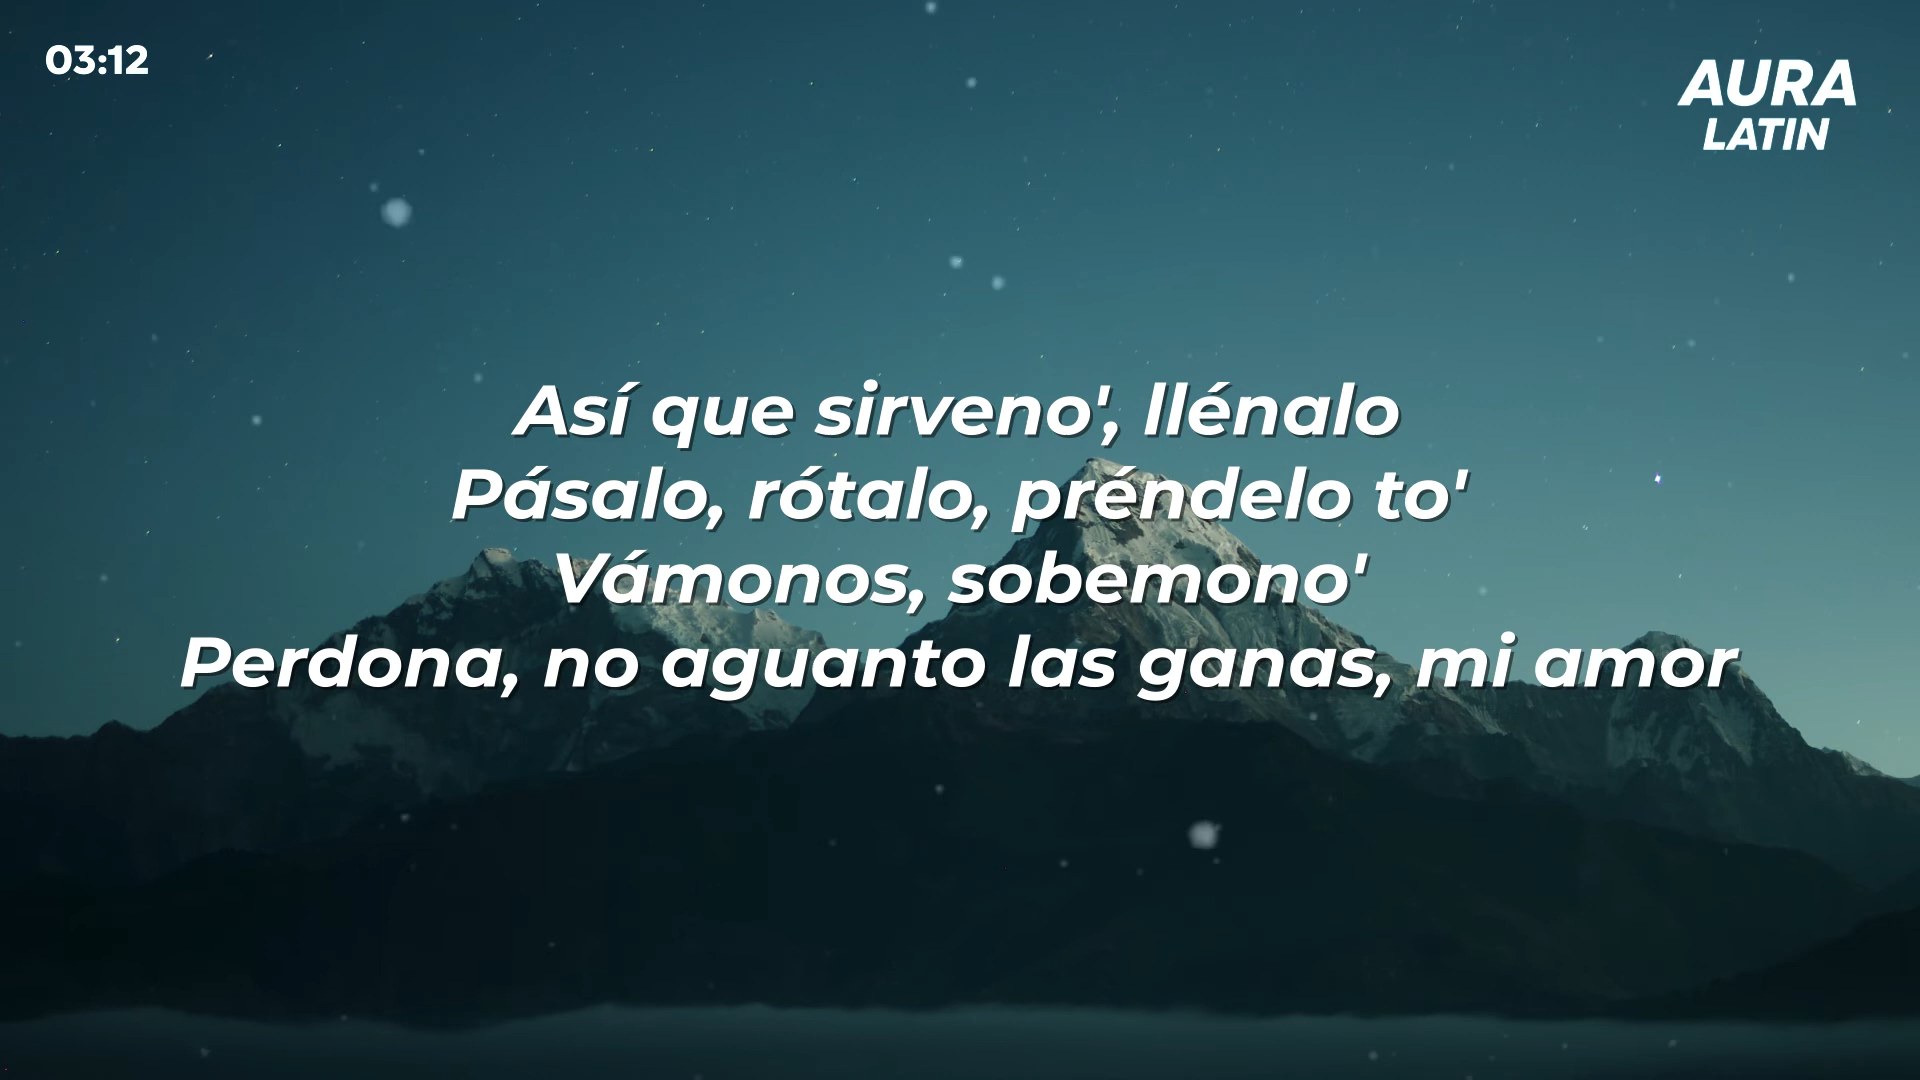 03:12
AURA
LATIN
Así que sirveno', llénalo
Pásalo, rótalo, préndelo to'
Vámonos, sobemono'
Perdona, no aguanto las ganas, mi amor